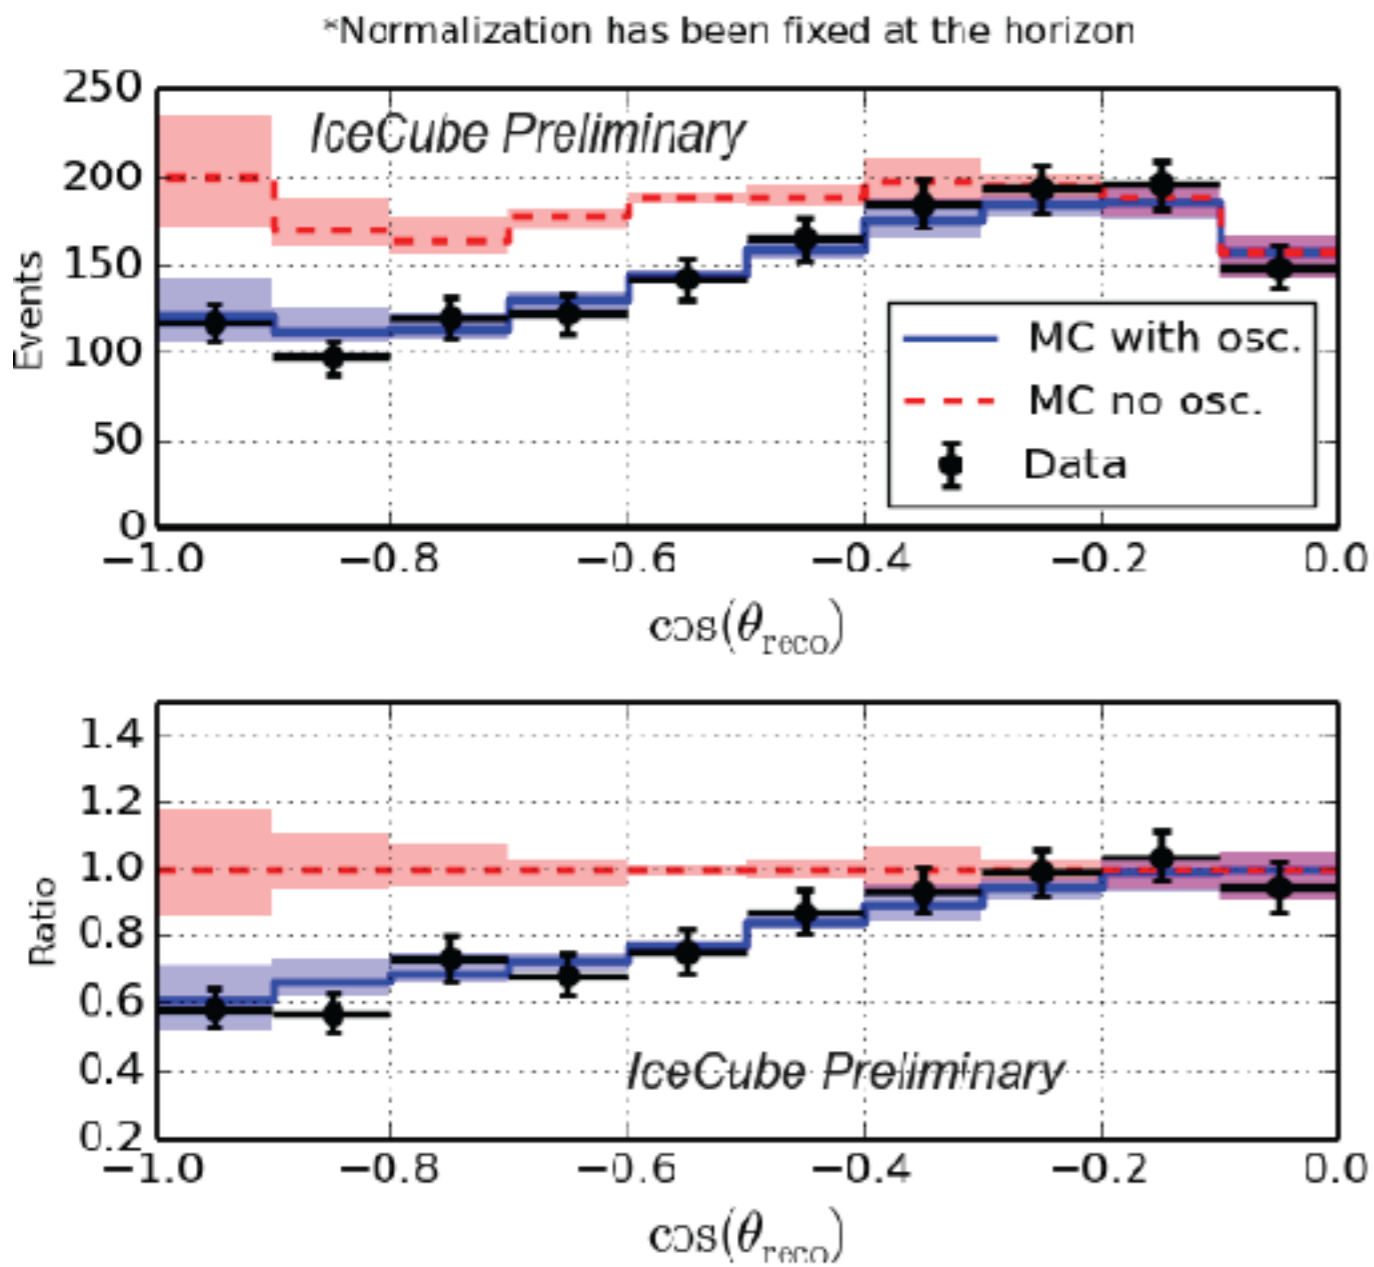 *Normalization has been fixed at the horizon
250
200
150
100
50
0
Events
IceCube Preliminary
MC with osc.
MC no osc.
Data
−1.0 −0.8 −0.6 −0.4 −0.2 0.0
cos(θreco)
1.4
1.2
1.0
0.8
0.6
0.4
0.2
Ratio
IceCube Preliminary
−1.0 −0.8 −0.6 −0.4 −0.2 0.0
cos(θreco)